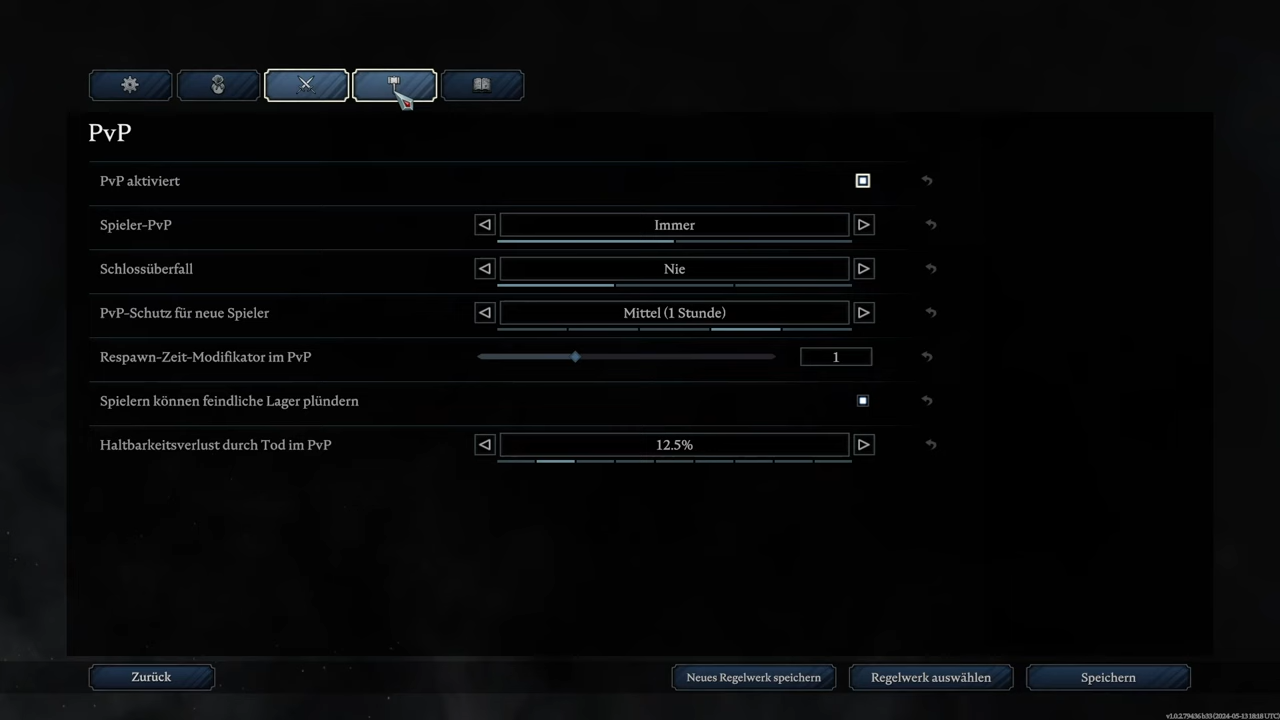 PvP
PvP aktiviert
Spieler-PvP
Immer
Schlossüberfall
Nie
PvP-Schutz für neue Spieler
Mittel (1 Stunde)
Respawn-Zeit-Modifikator im PvP
1
Spielern können feindliche Lager plündern
Haltbarkeitsverlust durch Tod im PvP
12.5%
Zurück
Neues Regelwerk speichern
Regelwerk auswählen
Speichern